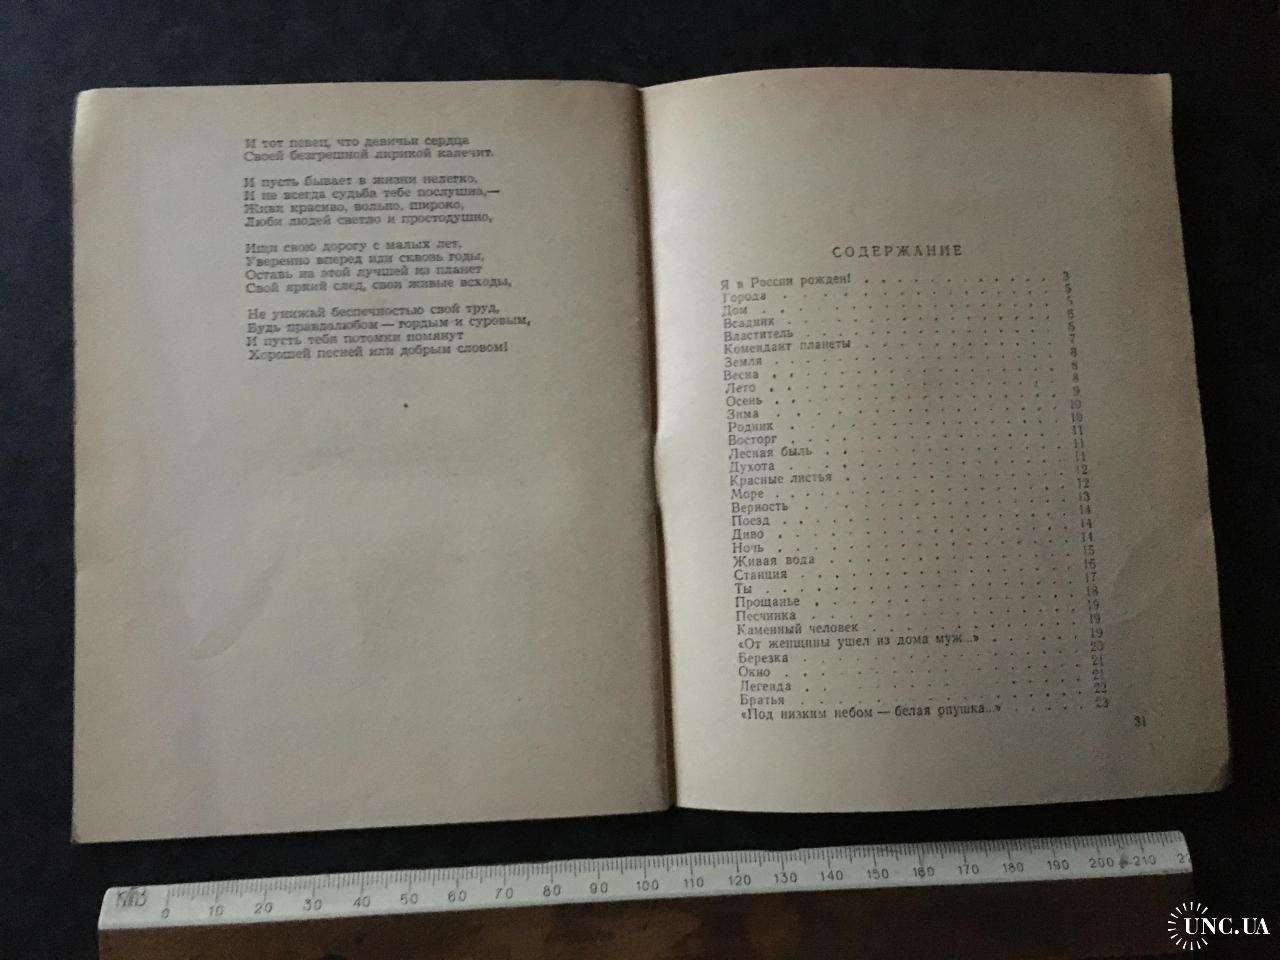 И тот певец, что девичьи сердца
Своей безгрешной лирикой калечит.
И пусть бывает в жизни нелегко,
И не всегда судьба тебе послушна,—
Живи красиво, вольно, широко,
Люби людей светло и простодушно,
Ищи свою дорогу с малых лет,
Уверенно вперед иди сквозь годы,
Оставь на этой лучшей из планет
Свой яркий след, свои живые всходы,
Не унижай беспечностью свой труд,
Будь правдолюбом — гордым и суровым,
И пусть тебя потомки помянут
Хорошей песней или добрым словом!
СОДЕРЖАНИЕ
Я в России рожден! 3
Города 5
Дом 5
Всадник 6
Властитель 6
Комендант планеты 7
Земля 8
Весна 8
Лето 8
Осень 9
Зима 10
Родник 10
Восторг 11
Лесная быль 11
Духота 11
Красные листья 12
Море 12
Верность 13
Поезд 14
Диво 14
Ночь 14
Живая вода 15
Станция 16
Ты 17
Прощанье 18
Песчинка 19
Каменный человек 19
«От женщины ушел из дома муж...» 19
Березка 20
Окно 21
Легенда 21
Братья 22
«Под низким небом — белая опушка...» 23
31
0 10 20 30 40 50 60 70 80 90 100 110 120 130 140 150 160 170 180 190 200 210 22
UNC.UA